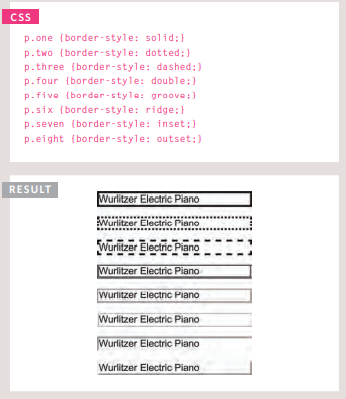 CSS
p.one {border-style: solid;}
p.two {border-style: dotted;}
p.three {border-style: dashed;}
p.four {border-style: double;}
p.five {border-style: groove;}
p.six {border-style: ridge;}
p.seven {border-style: inset;}
p.eight {border-style: outset;}
RESULT
Wurlitzer Electric Piano
Wurlitzer Electric Piano
Wurlitzer Electric Piano
Wurlitzer Electric Piano
Wurlitzer Electric Piano
Wurlitzer Electric Piano
Wurlitzer Electric Piano
Wurlitzer Electric Piano